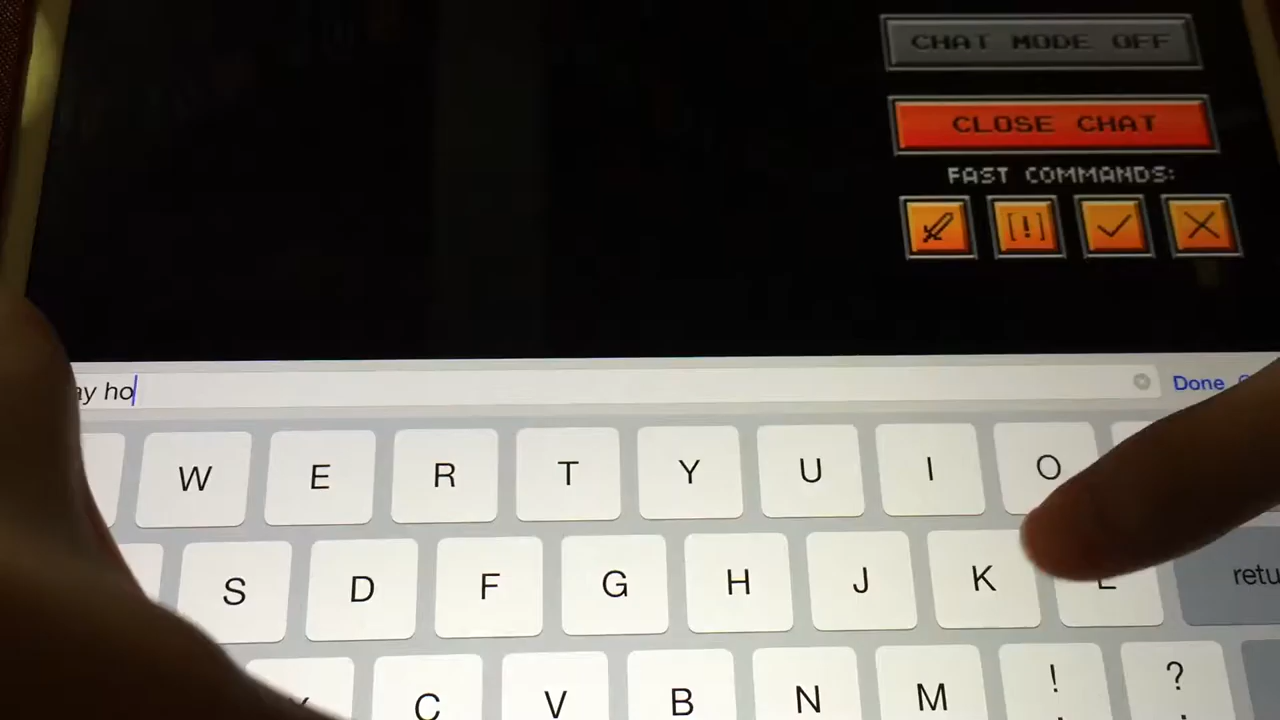 CHAT MODE OFF
CLOSE CHAT
FAST COMMANDS:
[!]
ho
Done
W E R T Y U I O
S D F G H J K L
retu
C V B N M ! ?